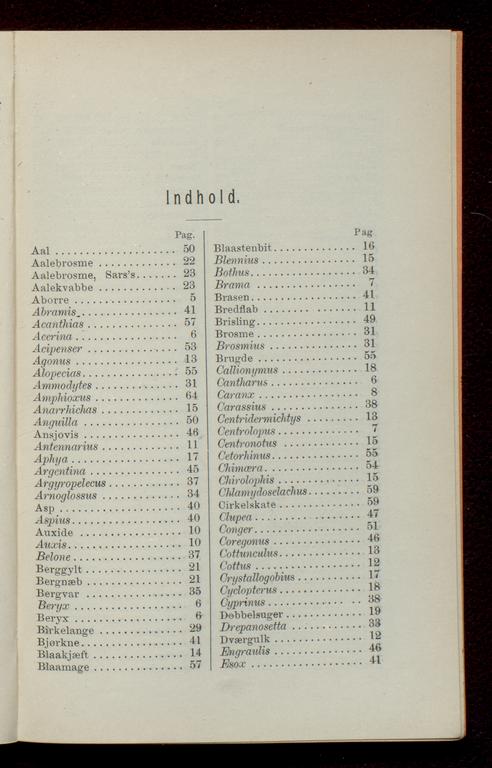 Indhold.
Pag.
Aal .................... 50
Aalebrosme ............. 22
Aalebrosme, Sars's....... 23
Aalekvabbe ............. 23
Aborre ................. 5
Abramis................. 41
Acanthias ............... 57
Acerina ................. 6
Acipenser ............... 53
Agonus ................. 13
Alopecias................ 55
Ammodytes .............. 31
Amphioxus .............. 64
Anarrhichas ............. 15
Anguilla ................ 50
Ansjovis ................ 46
Antennarius ............. 11
Aphya .................. 17
Argentina ............... 45
Argyropelecus ............ 37
Arnoglossus .............. 34
Asp .................... 40
Aspius................... 40
Auxide ................. 10
Auxis................... 10
Belone .................. 37
Berggylt ................ 21
Bergnæb ................ 21
Bergvar ................ 35
Beryx .................. 6
Beryx .................. 6
Birkelange .............. 29
Bjørkne................. 41
Blaakjæft ............... 14
Blaamage ............... 57
Pag
Blaastenbit.............. 16
Blennius ................ 15
Bothus.................. 34
Brama ................. 7
Brasen.................. 41
Bredflab ................ 11
Brisling................. 49
Brosme ................. 31
Brosmius ................ 31
Brugde ................. 55
Callionymus ............. 18
Cantharus ............... 6
Caranx ................. 8
Carassius ............... 38
Centridermichtys .......... 13
Centrolopus .............. 7
Centronotus .............. 15
Cetorhinus............... 55
Chimæra................. 54
Chirolophis .............. 15
Chlamydoselachus......... 59
Cirkelskate .............. 59
Clupea .................. 47
Conger.................. 51
Coregonus ............... 46
Cottunculus.............. 13
Cottus .................. 12
Crystallogobius ........... 17
Cyclopterus .............. 18
Cyprinus ................ 38
Dobbelsuger ............. 19
Drepanosetta ............. 33
Dværgulk ............... 12
Engraulis ............... 46
Esox ................... 41